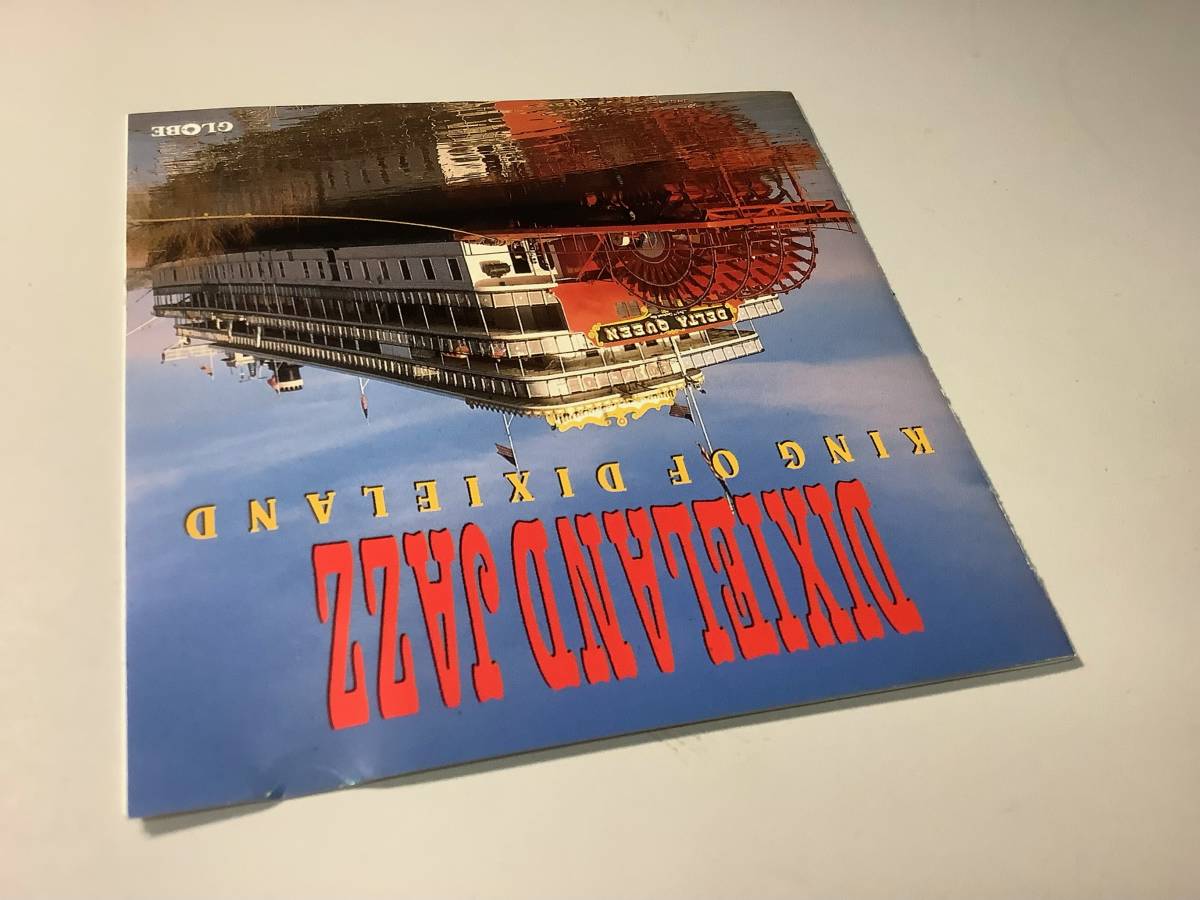 DIXIELAND JAZZ
KING OF DIXIELAND
DELTA QUEEN
GLOBE